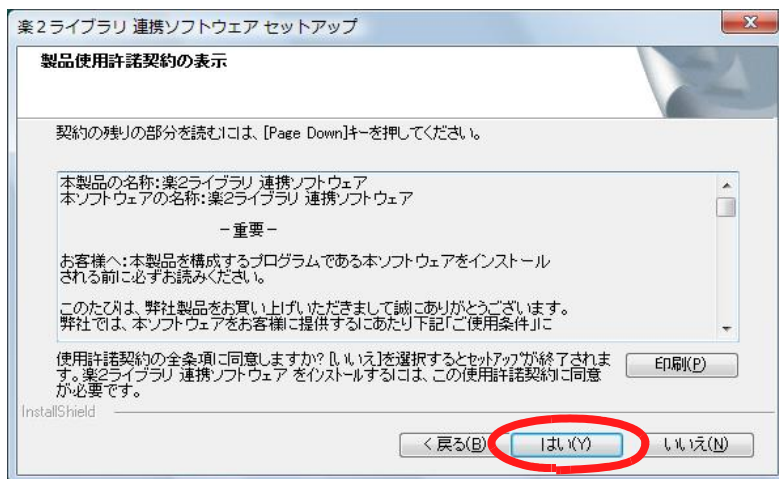 楽2ライブラリ 連携ソフトウェア セットアップ
製品使用許諾契約の表示
契約の残りの部分を読むには、[Page Down]キーを押してください。
本製品の名称:楽2ライブラリ 連携ソフトウェア
本ソフトウェアの名称:楽2ライブラリ 連携ソフトウェア
－重要－
お客様へ:本製品を構成するプログラムである本ソフトウェアをインストール
される前に必ずお読みください。
このたびは、弊社製品をお買い上げいただきまして誠にありがとうございます。
弊社では、本ソフトウェアをお客様に提供するにあたり下記「ご使用条件」に
使用許諾契約の全条項に同意しますか? [いいえ]を選択するとセットアップが終了されま
す。楽2ライブラリ 連携ソフトウェア をインストールするには、この使用許諾契約に同意
が必要です。
印刷(P)
InstallShield
< 戻る(B)
はい(Y)
いいえ(N)